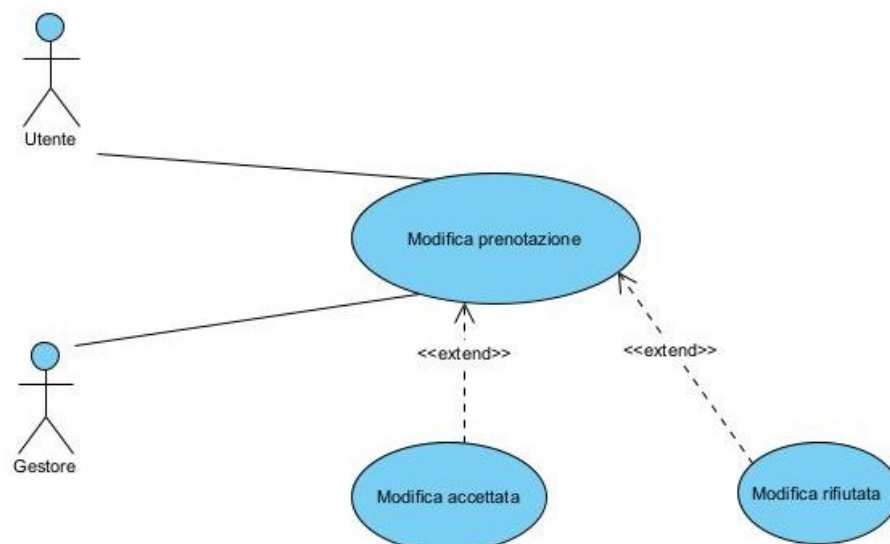 Utente
Modifica prenotazione
<<extend>>
<<extend>>
Gestore
Modifica accettata
Modifica rifiutata